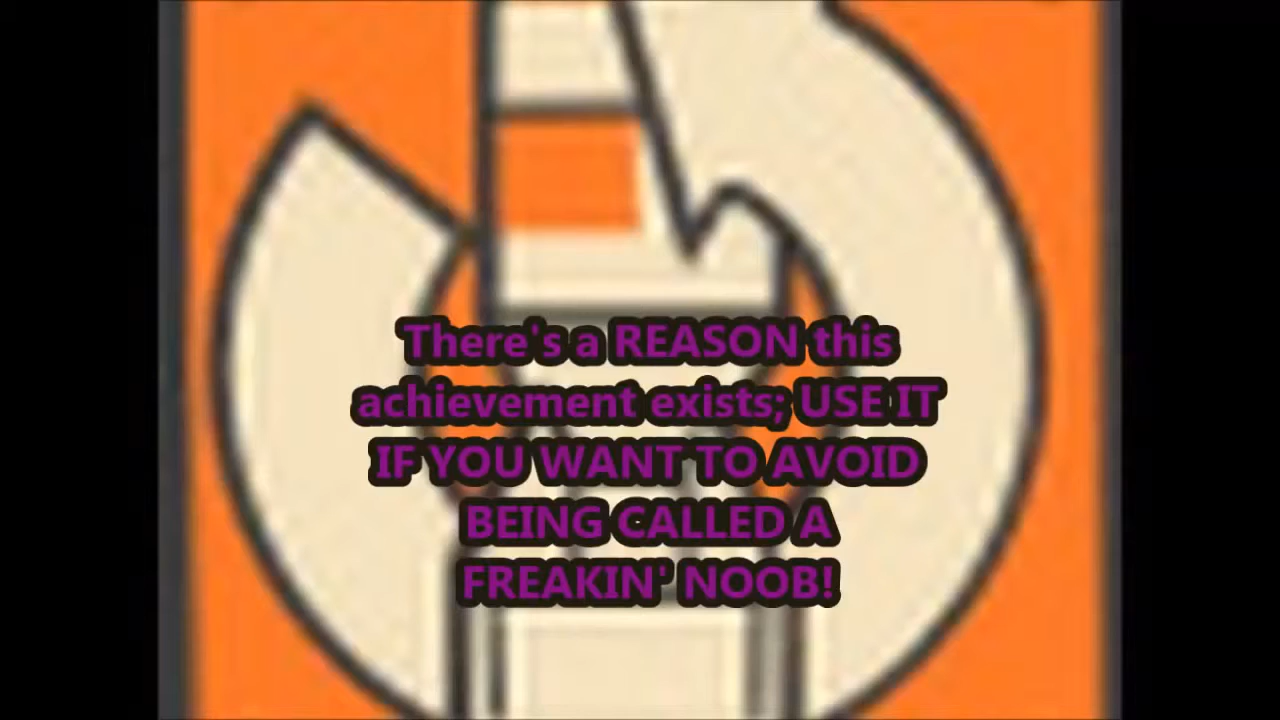 There's a REASON this
achievement exists; USE IT
IF YOU WANT TO AVOID
BEING CALLED A
FREAKIN' NOOB!